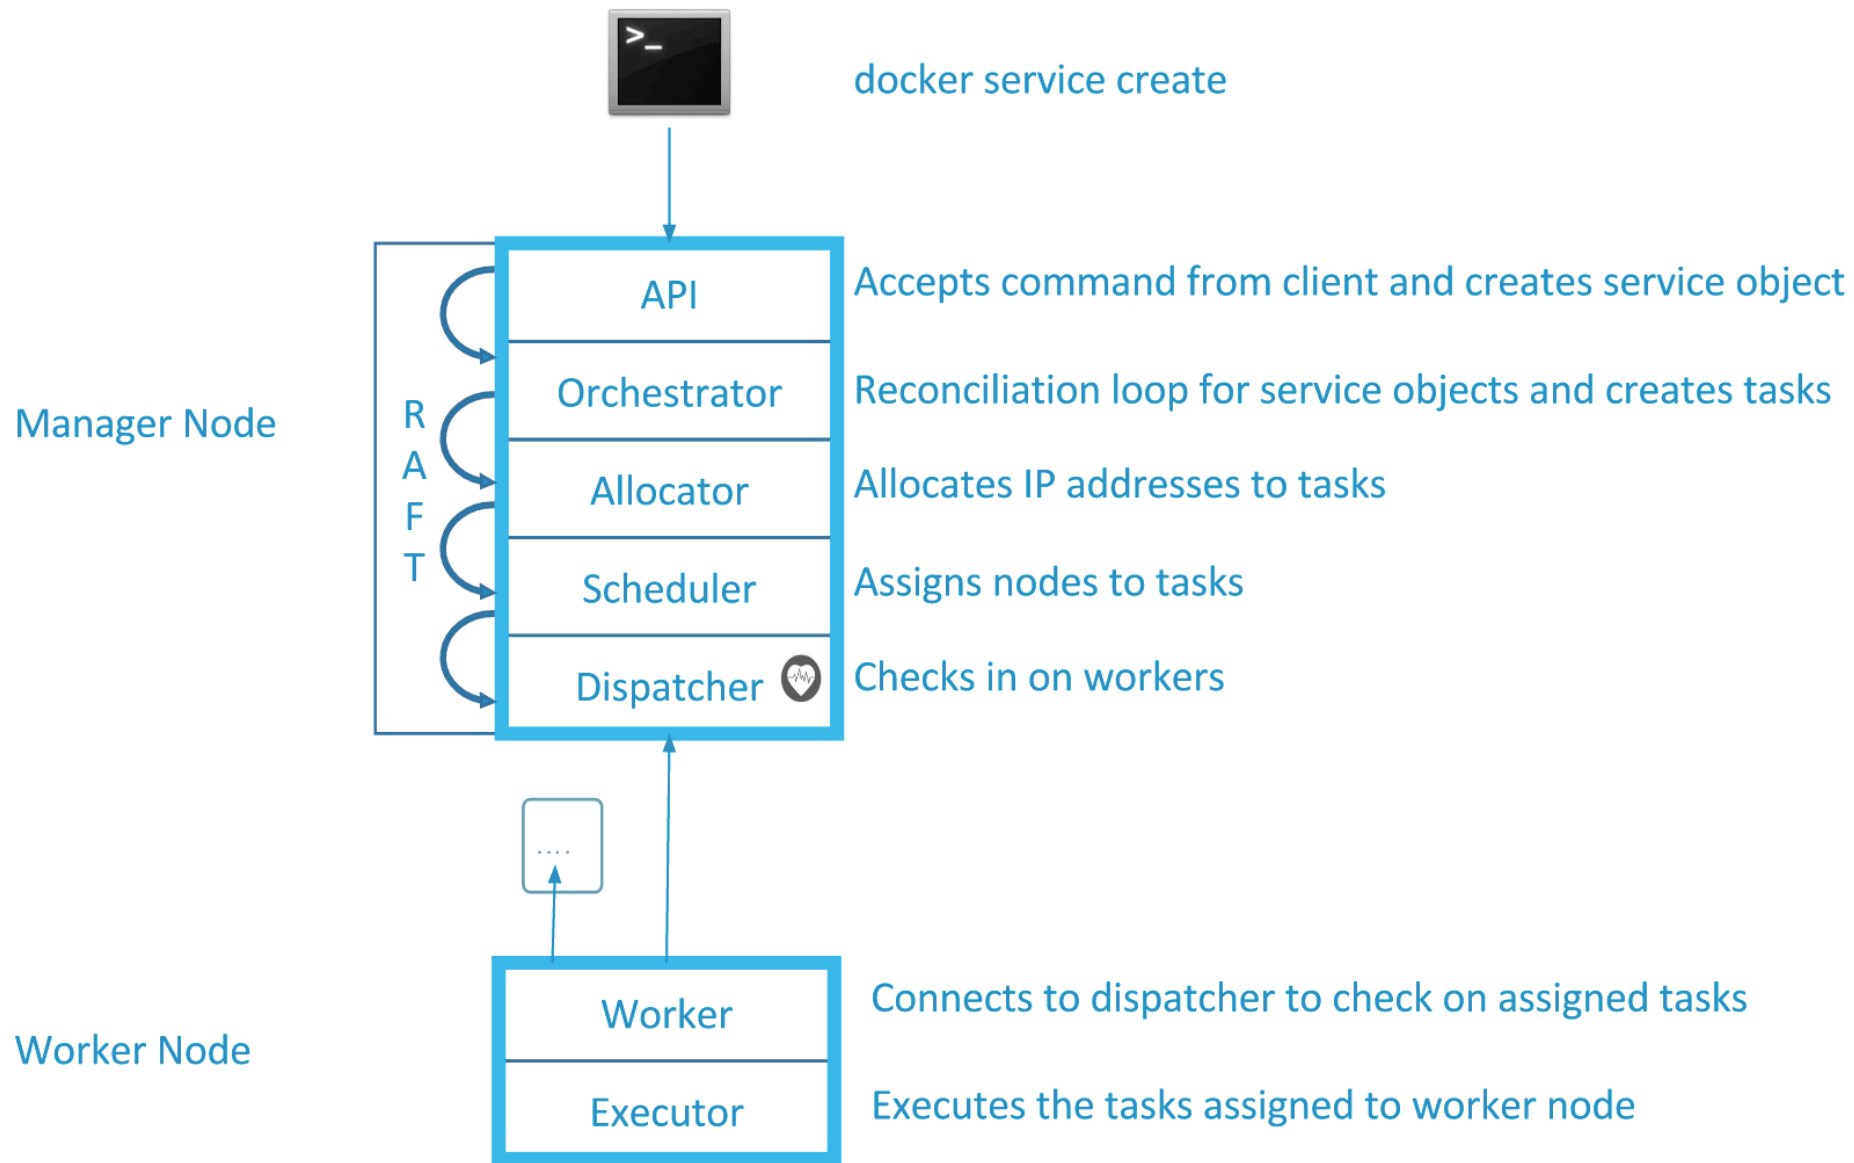 >_
docker service create
API
Accepts command from client and creates service object
Orchestrator
Reconciliation loop for service objects and creates tasks
Manager Node
R
A
F
T
Allocator
Allocates IP addresses to tasks
Scheduler
Assigns nodes to tasks
Dispatcher
Checks in on workers
....
Worker
Connects to dispatcher to check on assigned tasks
Worker Node
Executor
Executes the tasks assigned to worker node